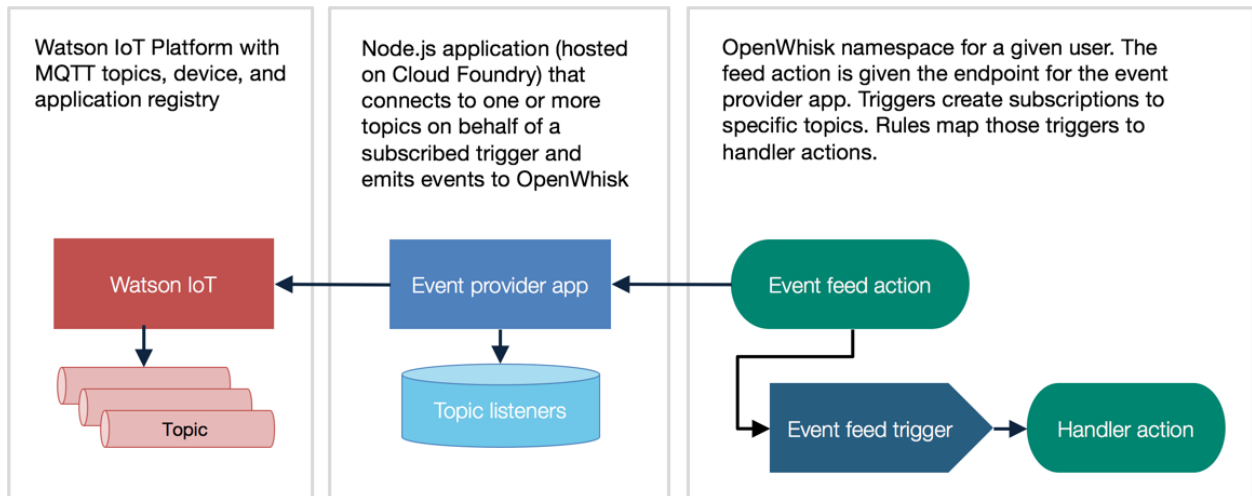 Watson IoT Platform with
MQTT topics, device, and
application registry
Node.js application (hosted
on Cloud Foundry) that
connects to one or more
topics on behalf of a
subscribed trigger and
emits events to OpenWhisk
OpenWhisk namespace for a given user. The
feed action is given the endpoint for the event
provider app. Triggers create subscriptions to
specific topics. Rules map those triggers to
handler actions.
Watson IoT
Event provider app
Event feed action
Topic
Topic listeners
Event feed trigger
Handler action